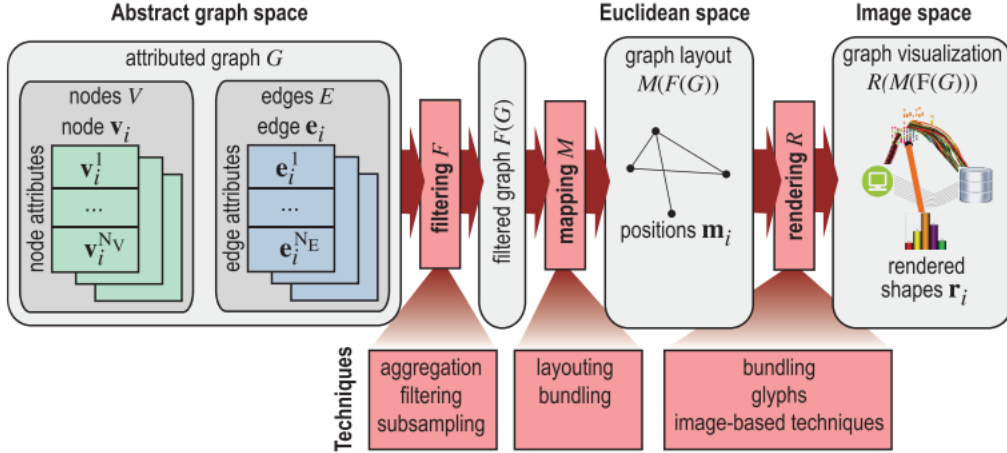 Abstract graph space
Euclidean space
Image space
attributed graph G
nodes V
node v_i
node attributes
v_i^1
...
v_i^{N_V}
edges E
edge e_i
edge attributes
e_i^1
...
e_i^{N_E}
filtering F
filtered graph F(G)
mapping M
graph layout
M(F(G))
positions m_i
rendering R
graph visualization
R(M(F(G)))
rendered
shapes r_i
Techniques
aggregation
filtering
subsampling
layouting
bundling
bundling
glyphs
image-based techniques